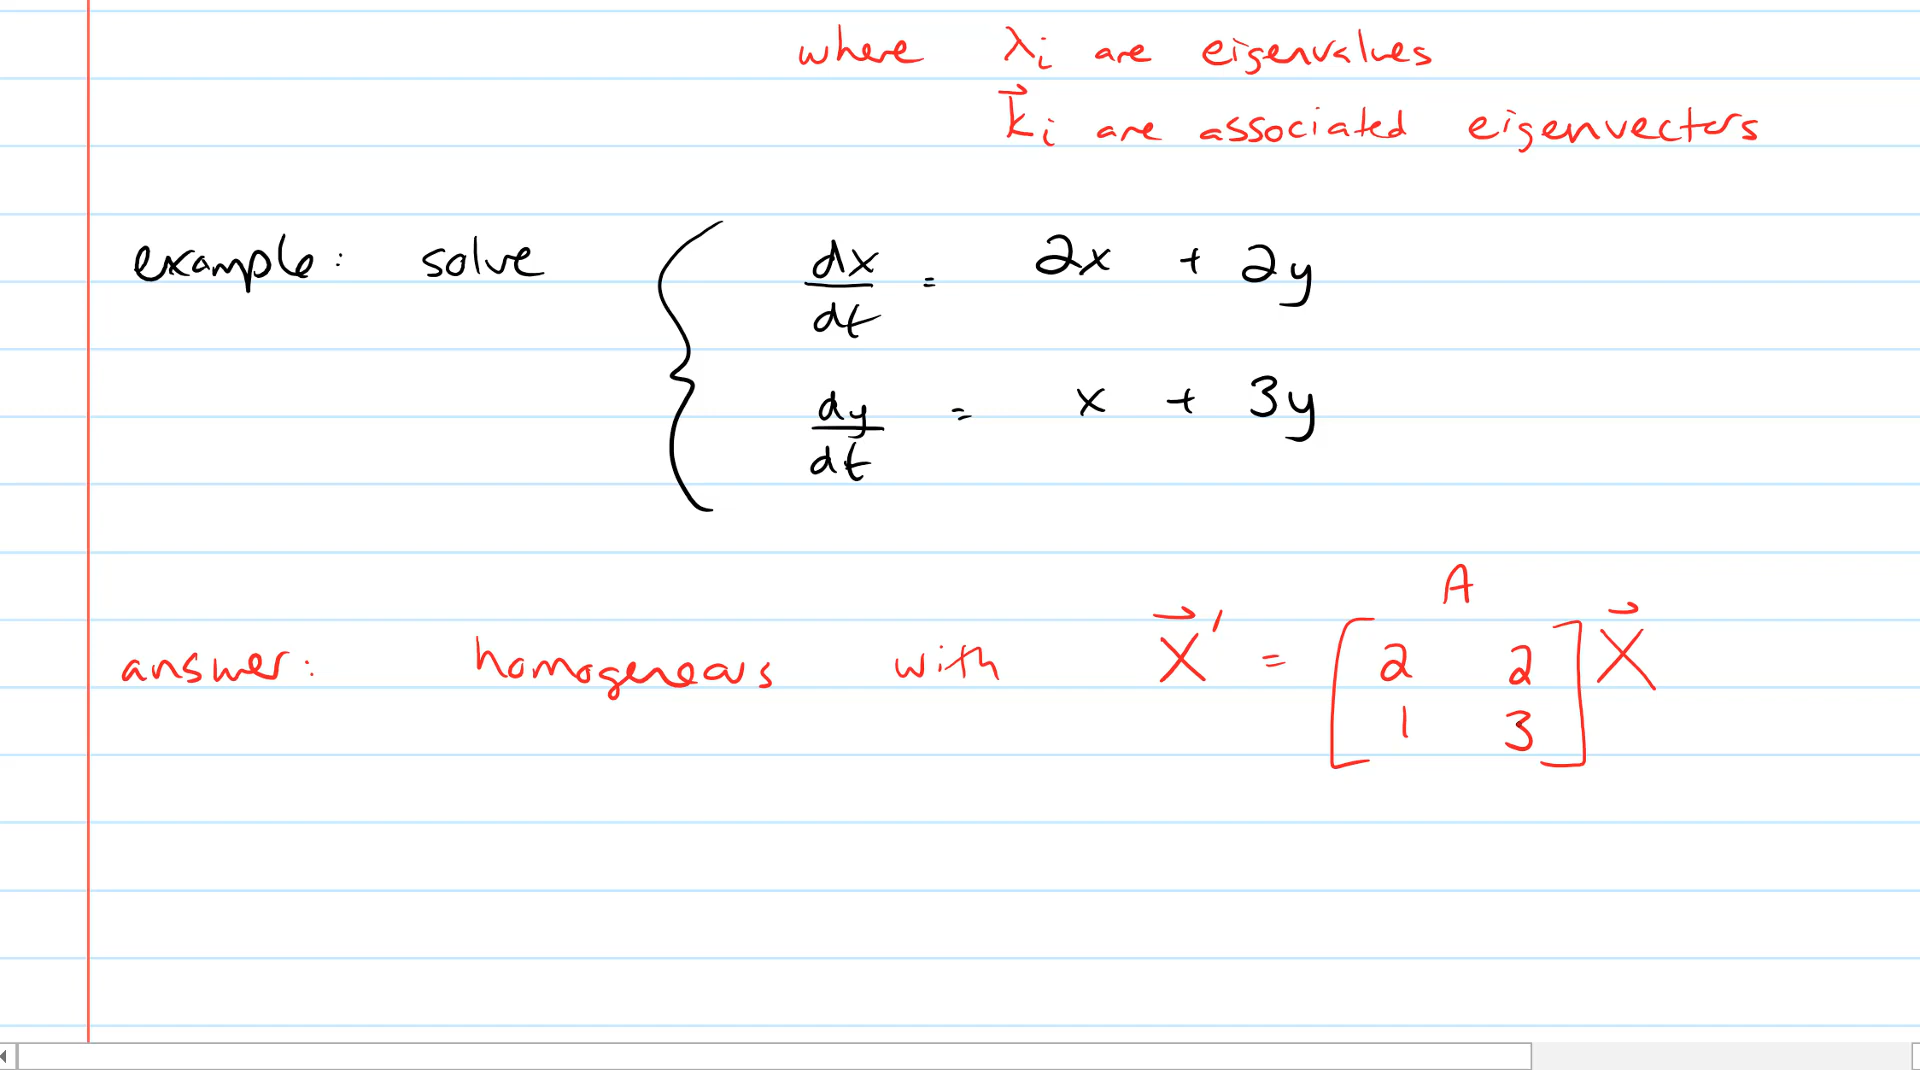 where λᵢ are eigenvalues
k⃗ᵢ are associated eigenvectors
example: solve { dx/dt = 2x + 2y
dy/dt = x + 3y
A
answer: homogeneous with X⃗' = [2 2] X⃗
[1 3]